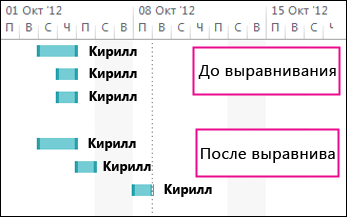 01 Окт '12 08 Окт '12 15 Окт '12
П В С Ч П С В П В С Ч П С В П В С Ч
Кирилл
Кирилл
Кирилл
До выравнивания
Кирилл
Кирилл
Кирилл
После выравнива